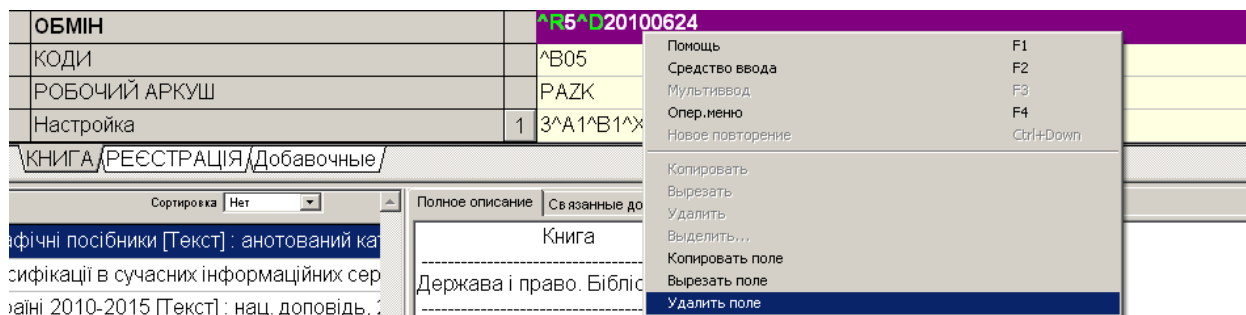 ОБМІН ^R5^D20100624
КОДИ ^B05
РОБОЧИЙ АРКУШ PAZK
Настройка 1 3^A1^B1^X
КНИГА РЕЄСТРАЦІЯ Добавочные
Помощь F1
Средство ввода F2
Мультиввод F3
Опер.меню F4
Новое повторение Ctrl+Down
Копировать
Вырезать
Удалить
Выделить...
Копировать поле
Вырезать поле
Удалить поле
Сортировка Нет
Полное описание Связанные до
афічні посібники [Текст] : анотований кат
сифікації в сучасних інформаційних сер
раїні 2010-2015 [Текст] : нац. доповідь,
Книга
Держава і право. Бібліо